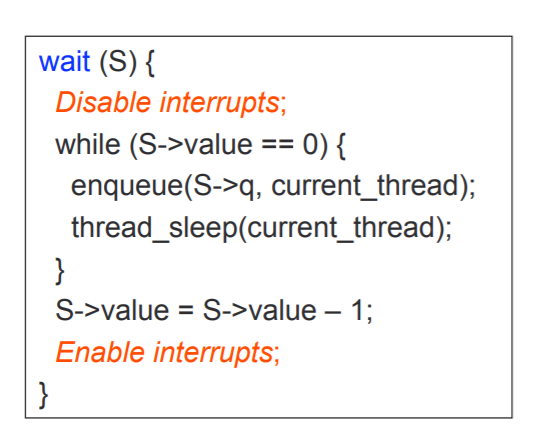 wait (S) {
Disable interrupts;
while (S->value == 0) {
enqueue(S->q, current_thread);
thread_sleep(current_thread);
}
S->value = S->value – 1;
Enable interrupts;
}